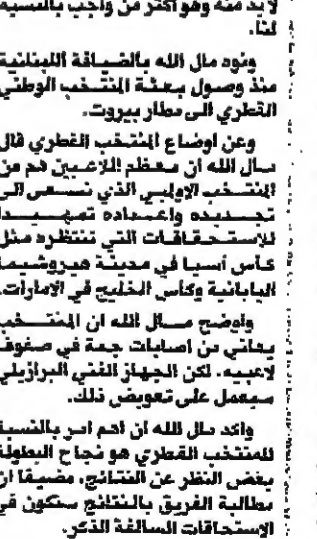 لا بد منه وهو أكثر من واجب بالنسبة
لنا.
ونوه مال الله بالضيافة اللبنانية
منذ وصول بعثة المنتخب الوطني
القطري الى مطار بيروت.
وعن اوضاع المنتخب القطري قال
مال الله ان معظم اللاعبين هم من
المنتخب الاولمبي الذي نسعى الى
تجديده واعداده تمهيدا
للاستحقاقات التي تنتظره مثل
كأس آسيا في مدينة هيروشيما
اليابانية وكأس الخليج في الامارات.
واوضح مال الله ان المنتخب
يعاني من اصابات جمة في صفوف
لاعبيه. لكن الجهاز الفني البرازيلي
سيعمل على تعويض ذلك.
واكد مال الله ان اهم امر بالنسبة
للمنتخب القطري هو نجاح البطولة
بغض النظر عن النتائج، مضيفا ان
مطالبة الفريق بالنتائج ستكون في
الاستحقاقات السالفة الذكر.